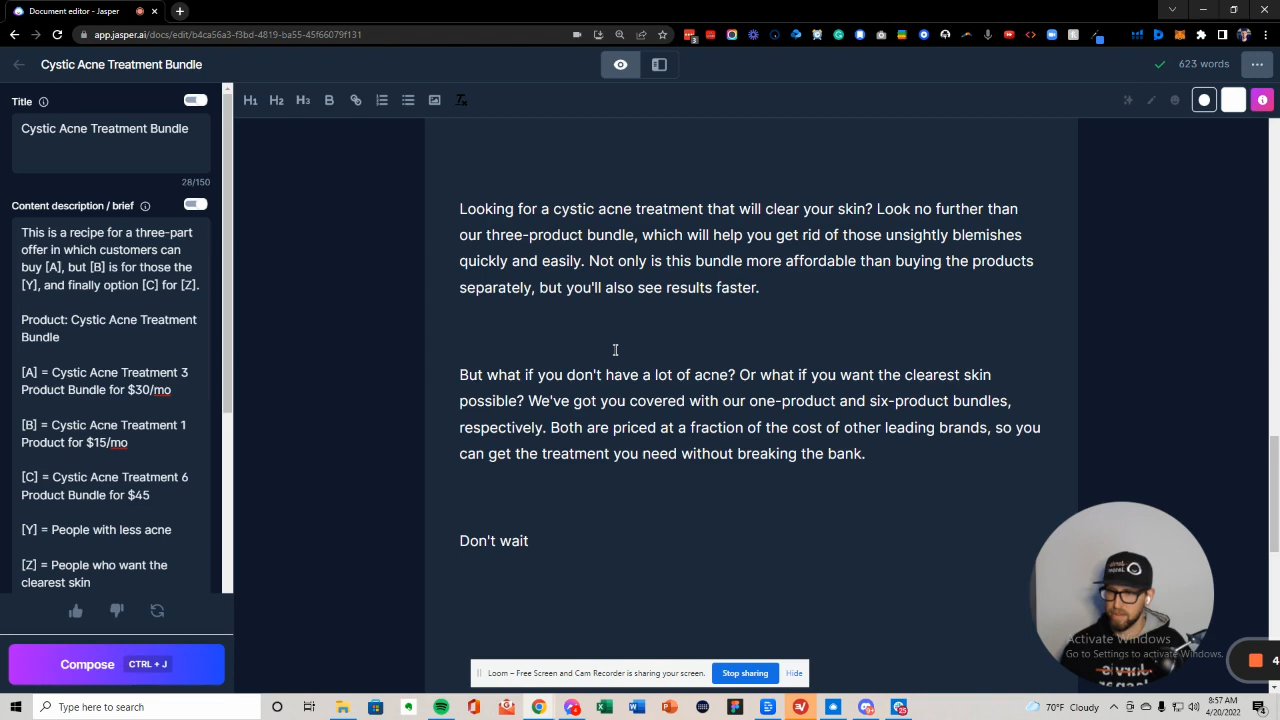 Document editor - Jasper
app.jasper.ai/docs/edit/b4ca56a3-f3bd-4819-ba55-45f66079f131
Cystic Acne Treatment Bundle
623 words
Title
Cystic Acne Treatment Bundle
28/150
Content description / brief
This is a recipe for a three-part
offer in which customers can
buy [A], but [B] is for those the
[Y], and finally option [C] for [Z].
Product: Cystic Acne Treatment
Bundle
[A] = Cystic Acne Treatment 3
Product Bundle for $30/mo
[B] = Cystic Acne Treatment 1
Product for $15/mo
[C] = Cystic Acne Treatment 6
Product Bundle for $45
[Y] = People with less acne
[Z] = People who want the
clearest skin
Compose CTRL + J
H1 H2 H3 B
Looking for a cystic acne treatment that will clear your skin? Look no further than
our three-product bundle, which will help you get rid of those unsightly blemishes
quickly and easily. Not only is this bundle more affordable than buying the products
separately, but you'll also see results faster.
But what if you don't have a lot of acne? Or what if you want the clearest skin
possible? We've got you covered with our one-product and six-product bundles,
respectively. Both are priced at a fraction of the cost of other leading brands, so you
can get the treatment you need without breaking the bank.
Don't wait
Activate Windows
Go to Settings to activate Windows.
Loom – Free Screen and Cam Recorder is sharing your screen. Stop sharing Hide
Type here to search
70°F Cloudy
8:57 AM
4/20/2022